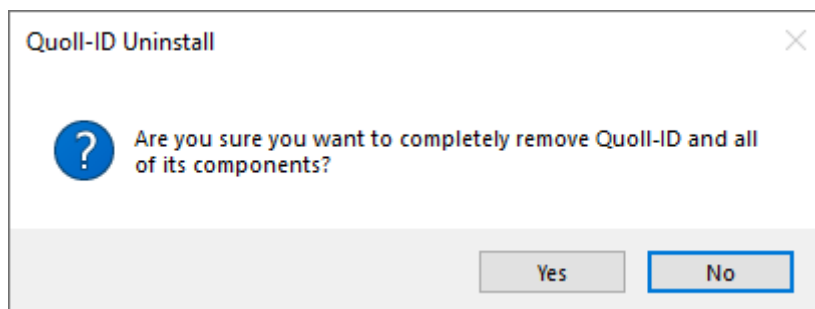 Quoll-ID Uninstall
?
Are you sure you want to completely remove Quoll-ID and all
of its components?
Yes
No